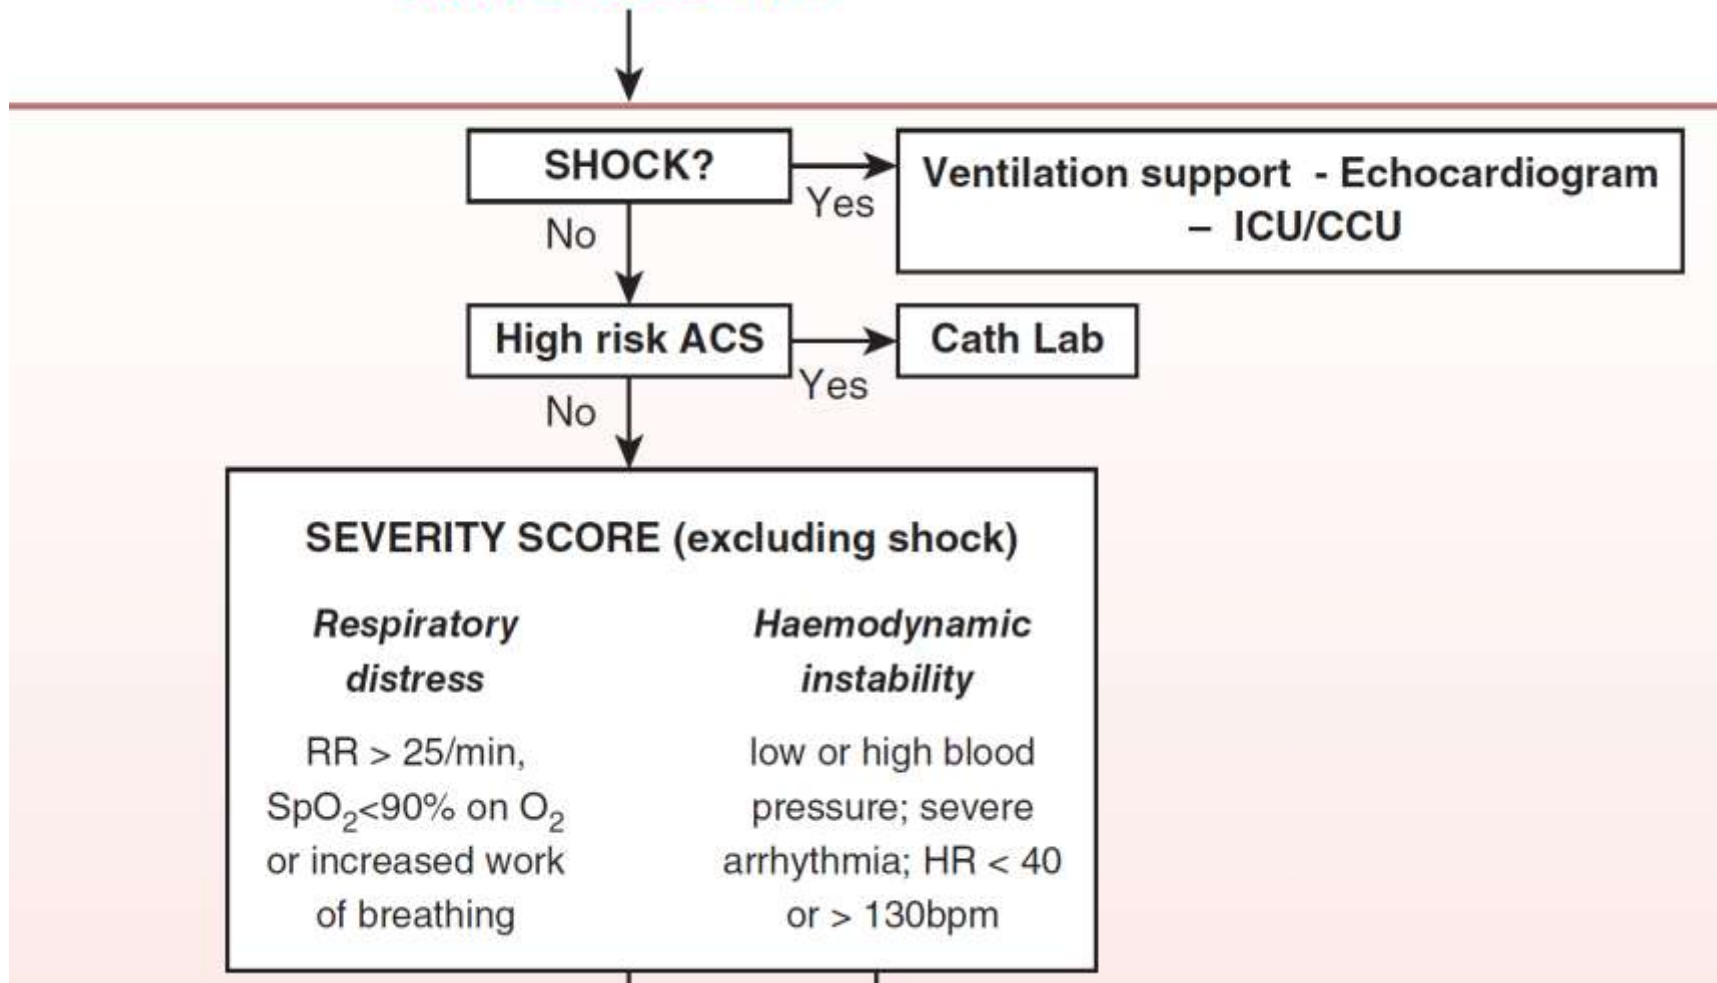 SHOCK?
Yes
Ventilation support - Echocardiogram
– ICU/CCU
No
High risk ACS
Yes
Cath Lab
No
SEVERITY SCORE (excluding shock)
Respiratory
distress
RR > 25/min,
SpO₂<90% on O₂
or increased work
of breathing
Haemodynamic
instability
low or high blood
pressure; severe
arrhythmia; HR < 40
or > 130bpm